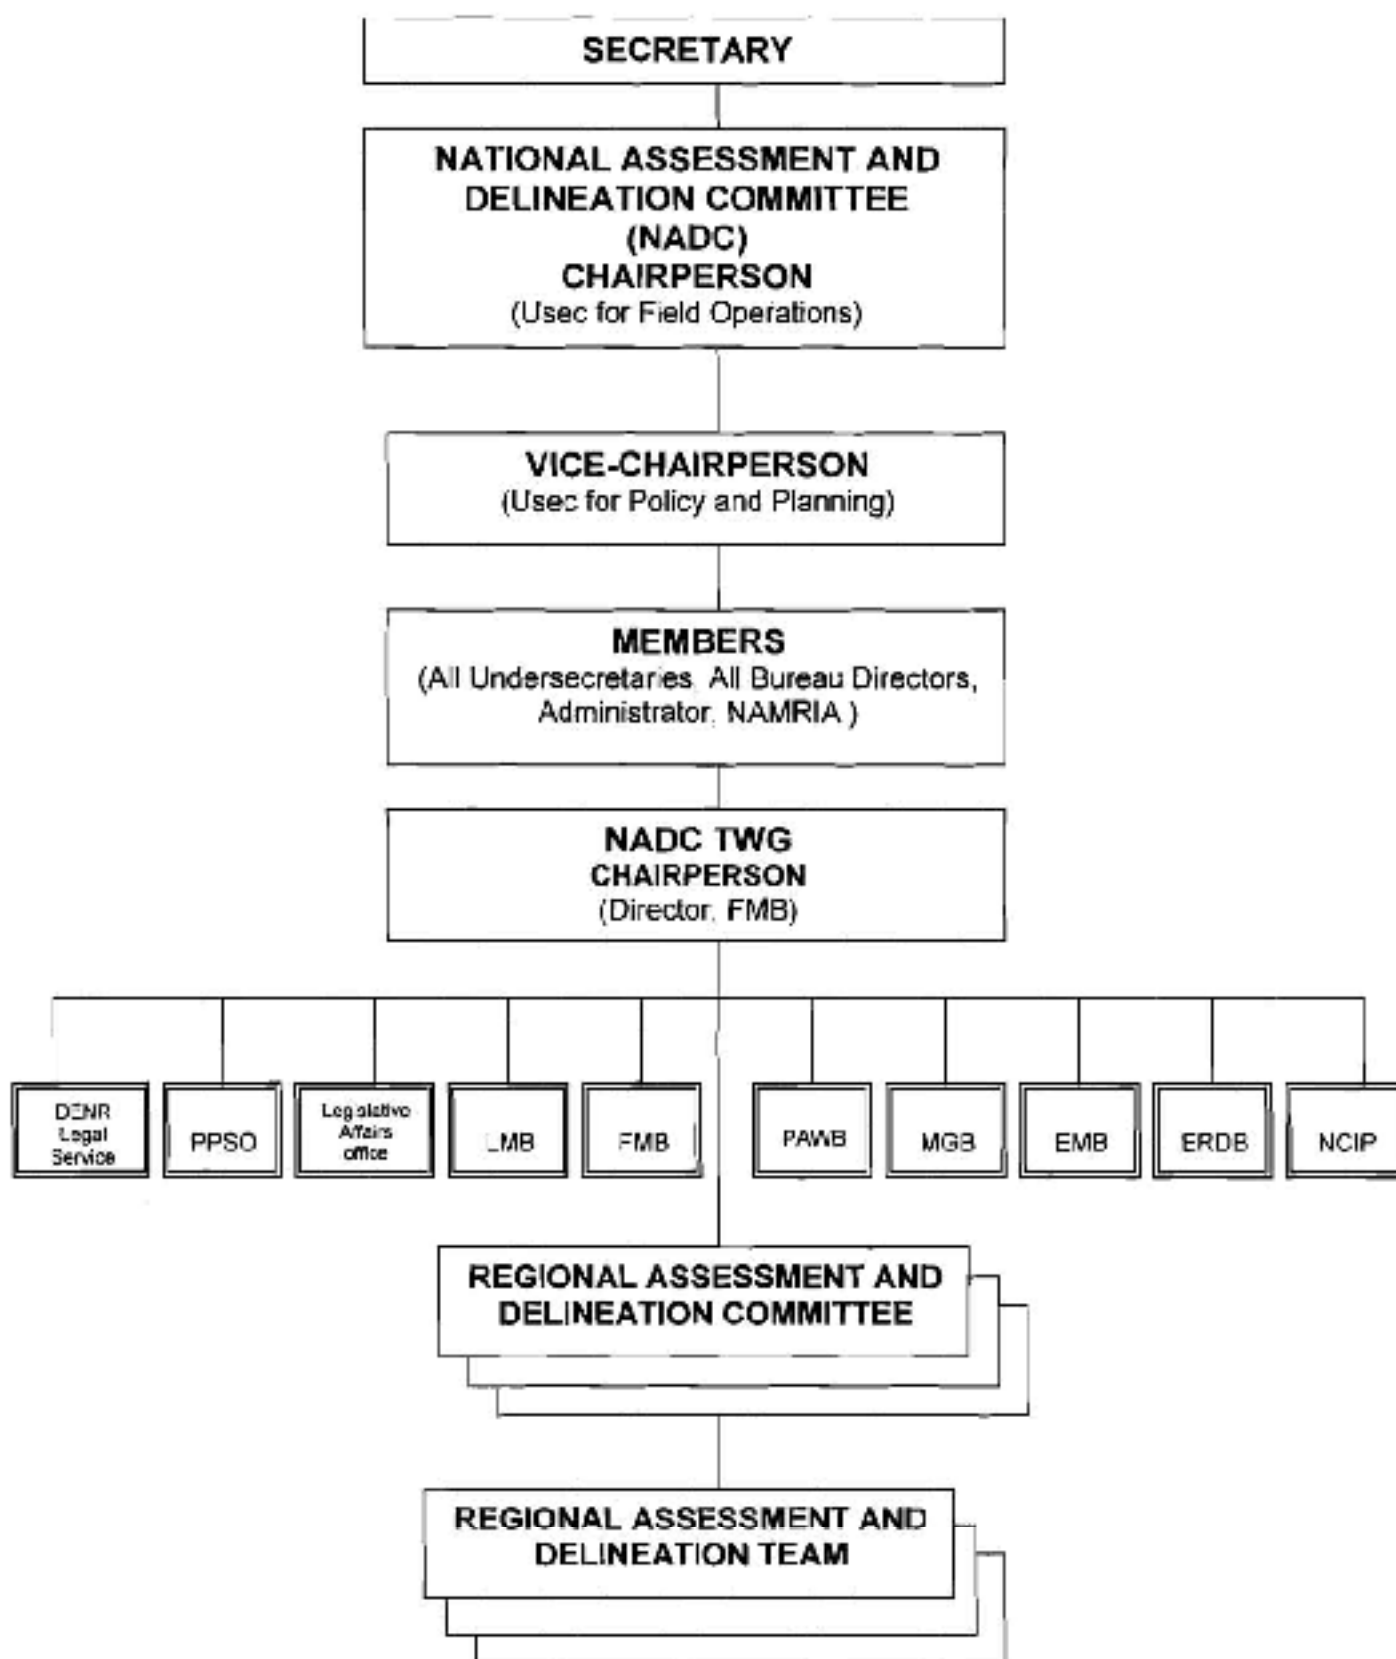 SECRETARY
NATIONAL ASSESSMENT AND
DELINEATION COMMITTEE
(NADC)
CHAIRPERSON
(Usec for Field Operations)
VICE-CHAIRPERSON
(Usec for Policy and Planning)
MEMBERS
(All Undersecretaries, All Bureau Directors,
Administrator, NAMRIA )
NADC TWG
CHAIRPERSON
(Director, FMB)
DENR
Legal
Service
PPSO
Legislative
Affairs
office
LMB
FMB
PAWB
MGB
EMB
ERDB
NCIP
REGIONAL ASSESSMENT AND
DELINEATION COMMITTEE
REGIONAL ASSESSMENT AND
DELINEATION TEAM